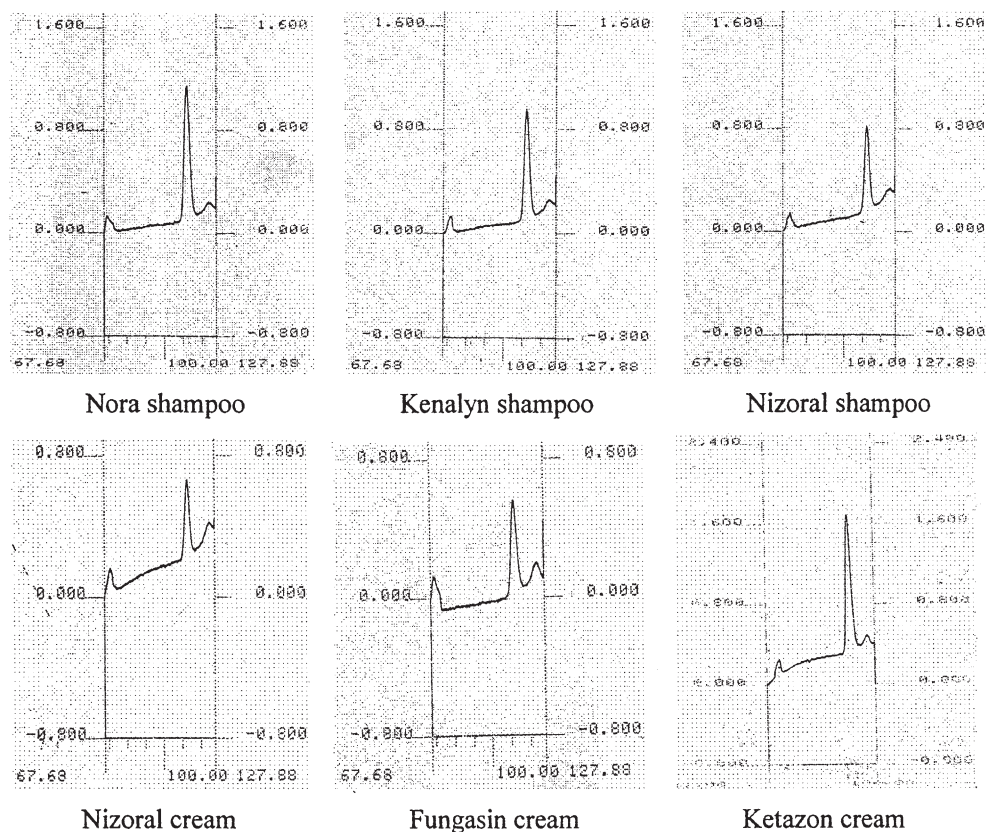 1.600 1.600 1.600 1.600 1.600 1.600
0.800 0.800 0.800 0.800 0.800 0.800
0.000 0.000 0.000 0.000 0.000 0.000
-0.800 -0.800 -0.800 -0.800 -0.800 -0.800
67.68 100.00 127.88 67.68 100.00 127.88 67.68 100.00 127.88
Nora shampoo Kenalyn shampoo Nizoral shampoo
0.800 0.800 0.800 0.800 2.400
1.600
0.800
0.000 0.000 0.000 0.000
-0.800 -0.800 -0.800 -0.800
67.68 100.00 127.88 67.68 100.00 127.88
Nizoral cream Fungasin cream Ketazon cream